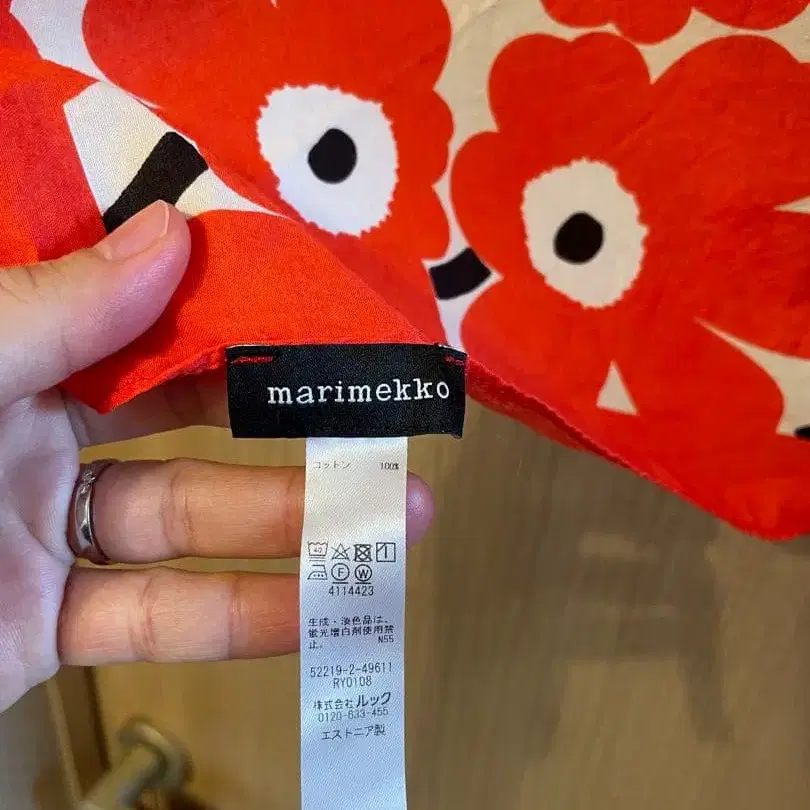 marimekko
コットン 100%
40
F W
4114423
生成・淡色品は、
蛍光増白剤使用禁
止。 N55
52219-2-49611
RY0108
株式会社ルック
0120-633-455
エストニア製